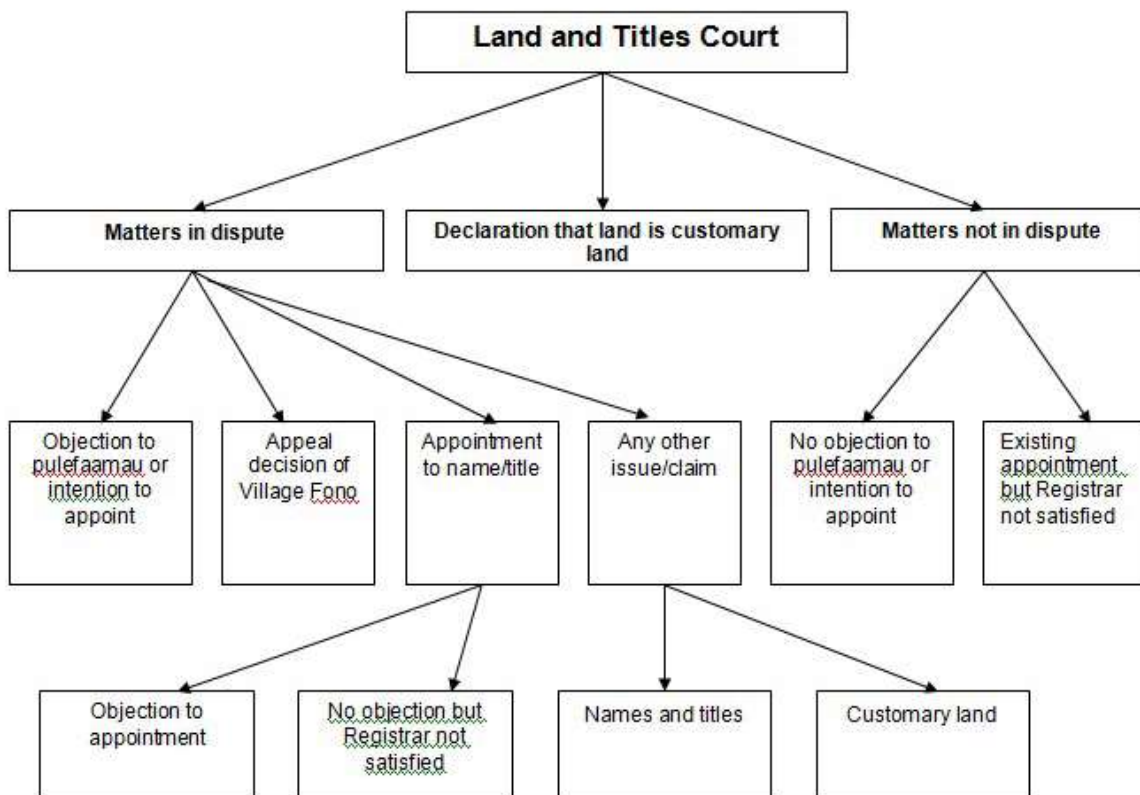 Land and Titles Court
Matters in dispute
Declaration that land is customary
land
Matters not in dispute
Objection to
pulefaamau or
intention to
appoint
Appeal
decision of
Village Fono
Appointment
to name/title
Any other
issue/claim
No objection to
pulefaamau or
intention to
appoint
Existing
appointment
but Registrar
not satisfied
Objection to
appointment
No objection but
Registrar not
satisfied
Names and titles
Customary land